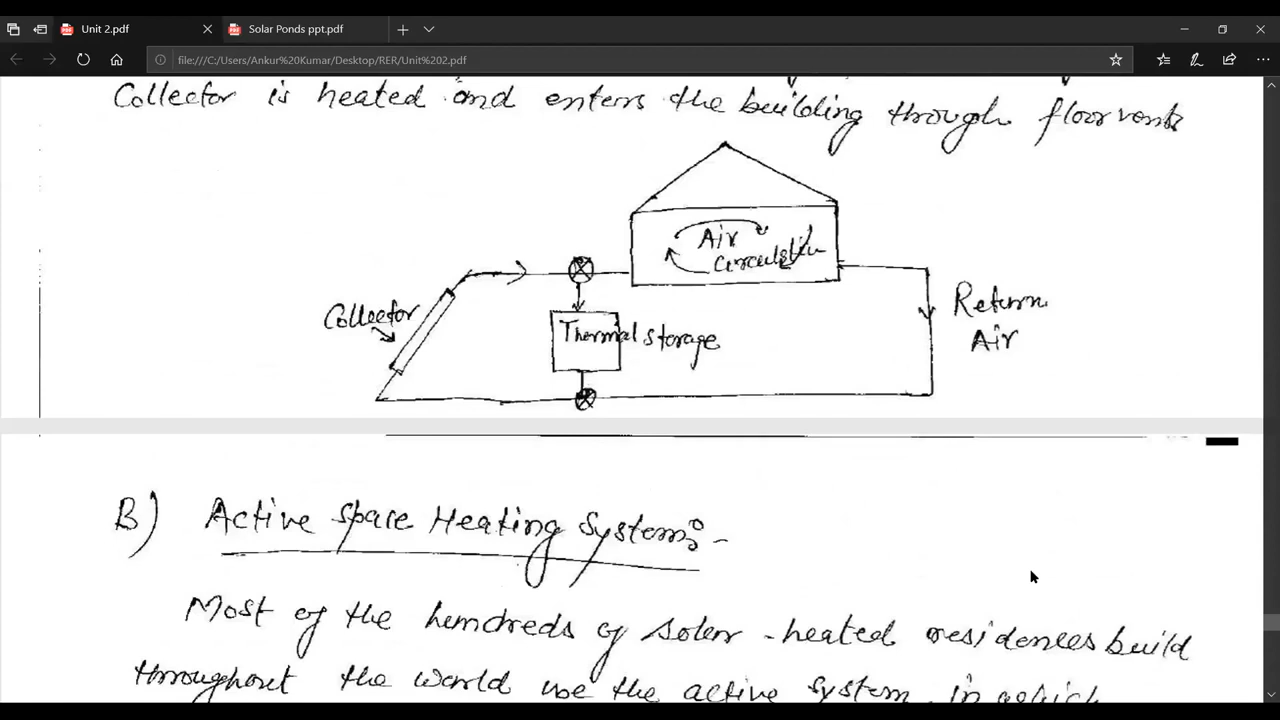 Unit 2.pdf
Solar Ponds ppt.pdf
file:///C:/Users/Ankur%20Kumar/Desktop/RER/Unit%202.pdf
Collector is heated and enters the building through floor vents
Air
Circulation
Collector
Return
Air
Thermal storage
B) Active space Heating Systems:-
Most of the hundreds of solar-heated residences build
throughout the world use the active system in which